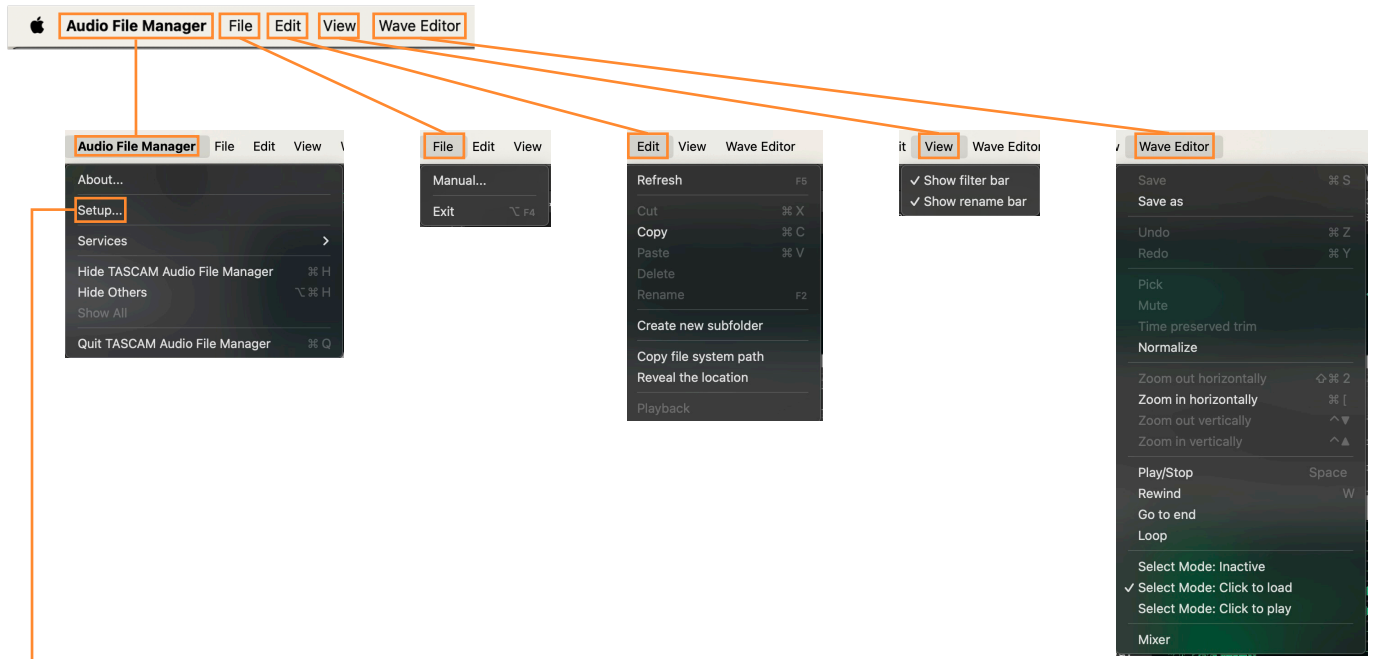 Audio File Manager File Edit View Wave Editor
Audio File Manager File Edit View
About...
Setup...
Services
Hide TASCAM Audio File Manager ⌘ H
Hide Others ⌥ ⌘ H
Show All
Quit TASCAM Audio File Manager ⌘ Q
File Edit View
Manual...
Exit ⌥ F4
Edit View Wave Editor
Refresh F5
Cut ⌘ X
Copy ⌘ C
Paste ⌘ V
Delete
Rename F2
Create new subfolder
Copy file system path
Reveal the location
Playback
it View Wave Editor
✓ Show filter bar
✓ Show rename bar
Wave Editor
Save ⌘ S
Save as
Undo ⌘ Z
Redo ⌘ Y
Pick
Mute
Time preserved trim
Normalize
Zoom out horizontally ⇧⌘ 2
Zoom in horizontally ⌘ [
Zoom out vertically ^▼
Zoom in vertically ^▲
Play/Stop Space
Rewind W
Go to end
Loop
Select Mode: Inactive
✓ Select Mode: Click to load
Select Mode: Click to play
Mixer